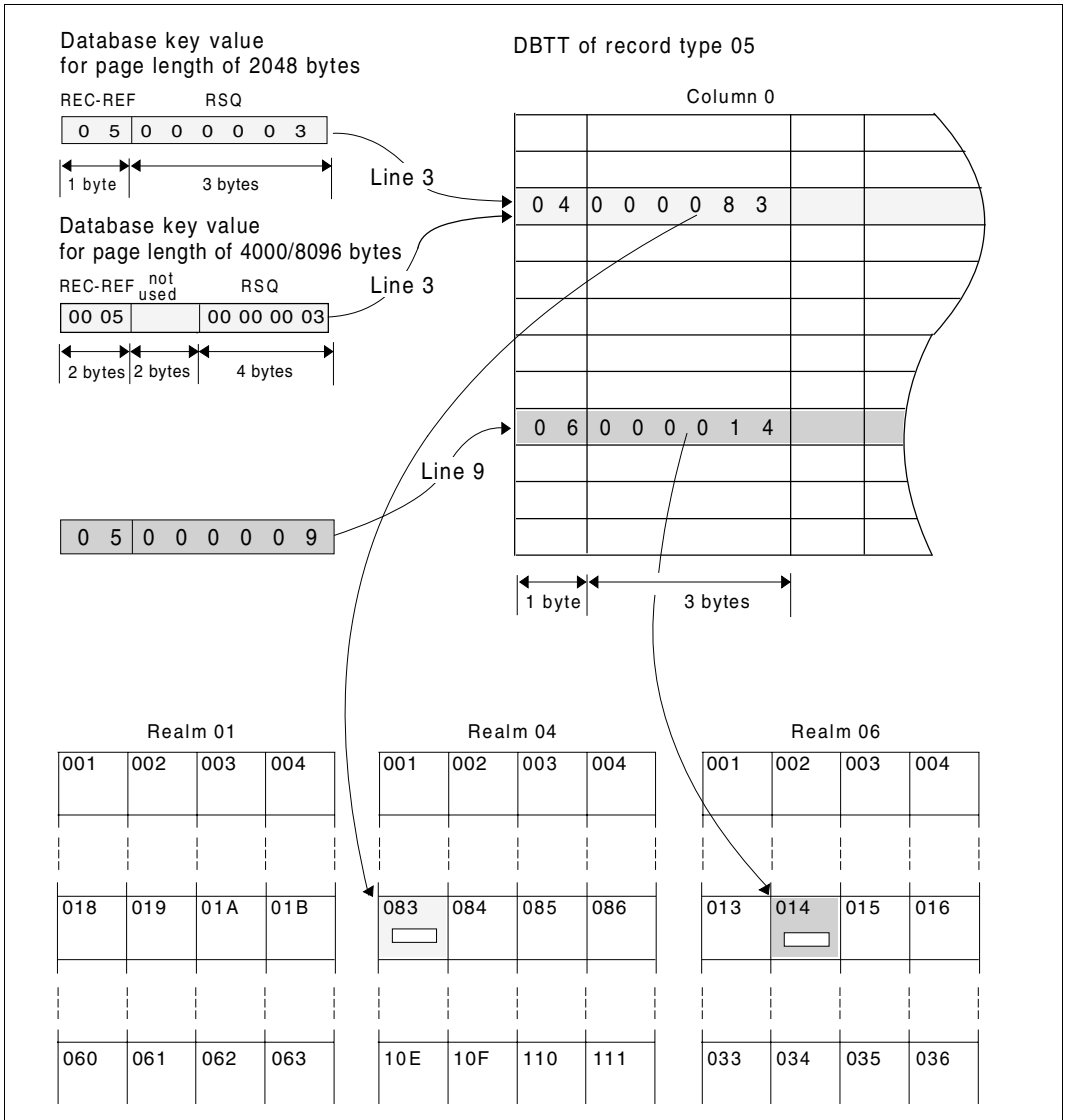 Database key value
for page length of 2048 bytes
REC-REF RSQ
0 5 0 0 0 0 0 3
1 byte 3 bytes
Line 3
Database key value
for page length of 4000/8096 bytes
REC-REF not used RSQ
00 05 00 00 00 03
2 bytes 2 bytes 4 bytes
Line 3
0 5 0 0 0 0 0 9
Line 9
DBTT of record type 05
Column 0
0 4 0 0 0 0 8 3
0 6 0 0 0 0 1 4
1 byte 3 bytes
Realm 01
001 002 003 004
018 019 01A 01B
060 061 062 063
Realm 04
001 002 003 004
083 084 085 086
10E 10F 110 111
Realm 06
001 002 003 004
013 014 015 016
033 034 035 036